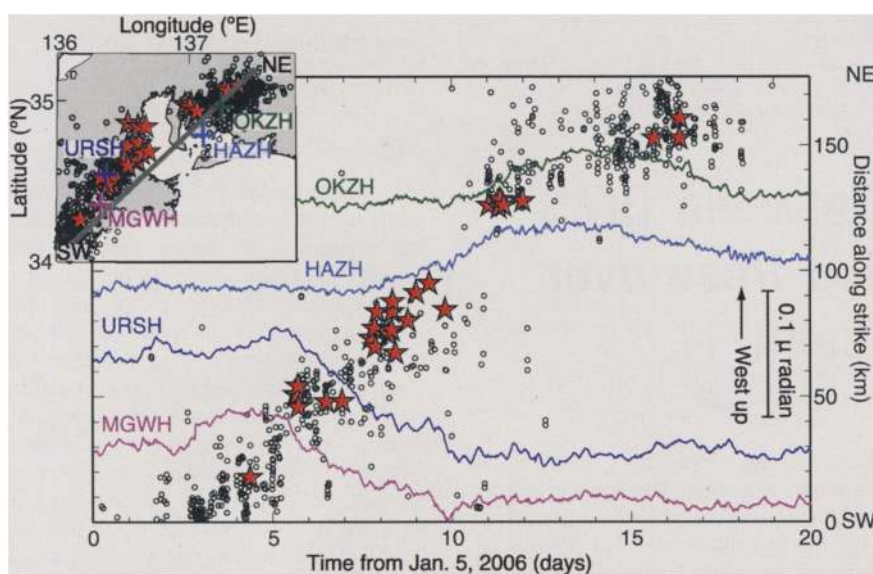 Longitude (°E)
136
137
NE
NE
35
Latitude (°N)
OKZH
URSH
HAZH
MGWH
34
SW
150
OKZH
Distance along strike (km)
HAZH
100
URSH
West up
0.1 μ radian
50
MGWH
0 SW
0
5
10
15
20
Time from Jan. 5, 2006 (days)